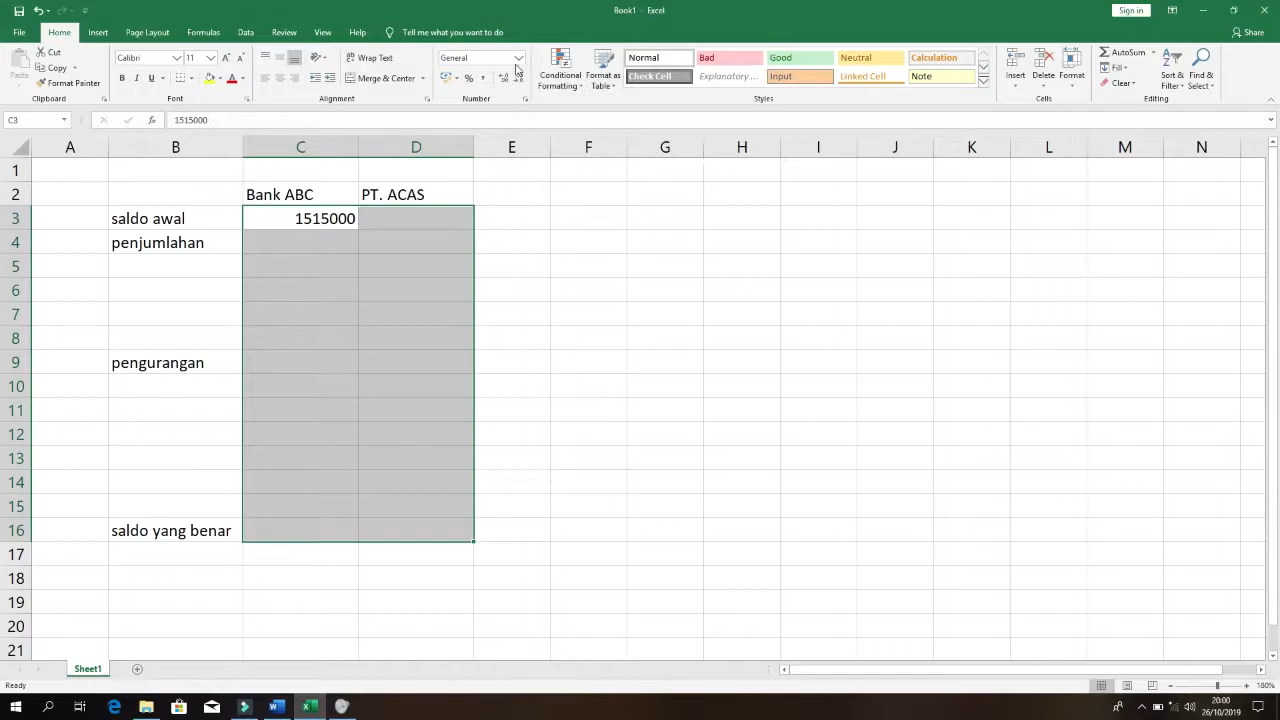 Book1 – Excel
Sign in
File Home Insert Page Layout Formulas Data Review View Help Tell me what you want to do Share
Cut
Copy
Format Painter
Clipboard
Calibri 11
B I U
Font
Wrap Text
Merge & Center
Alignment
General
%
Number
Conditional Formatting
Format as Table
Normal Bad Good Neutral Calculation
Check Cell Explanatory ... Input Linked Cell Note
Styles
Insert Delete Format
Cells
AutoSum
Fill
Clear
Sort & Filter
Find & Select
Editing
C3 fx 1515000
A B C D E F G H I J K L M N
1
2 Bank ABC PT. ACAS
3 saldo awal 1515000
4 penjumlahan
5
6
7
8
9 pengurangan
10
11
12
13
14
15
16 saldo yang benar
17
18
19
20
21
Sheet1
Ready 180%
20:00
26/10/2019